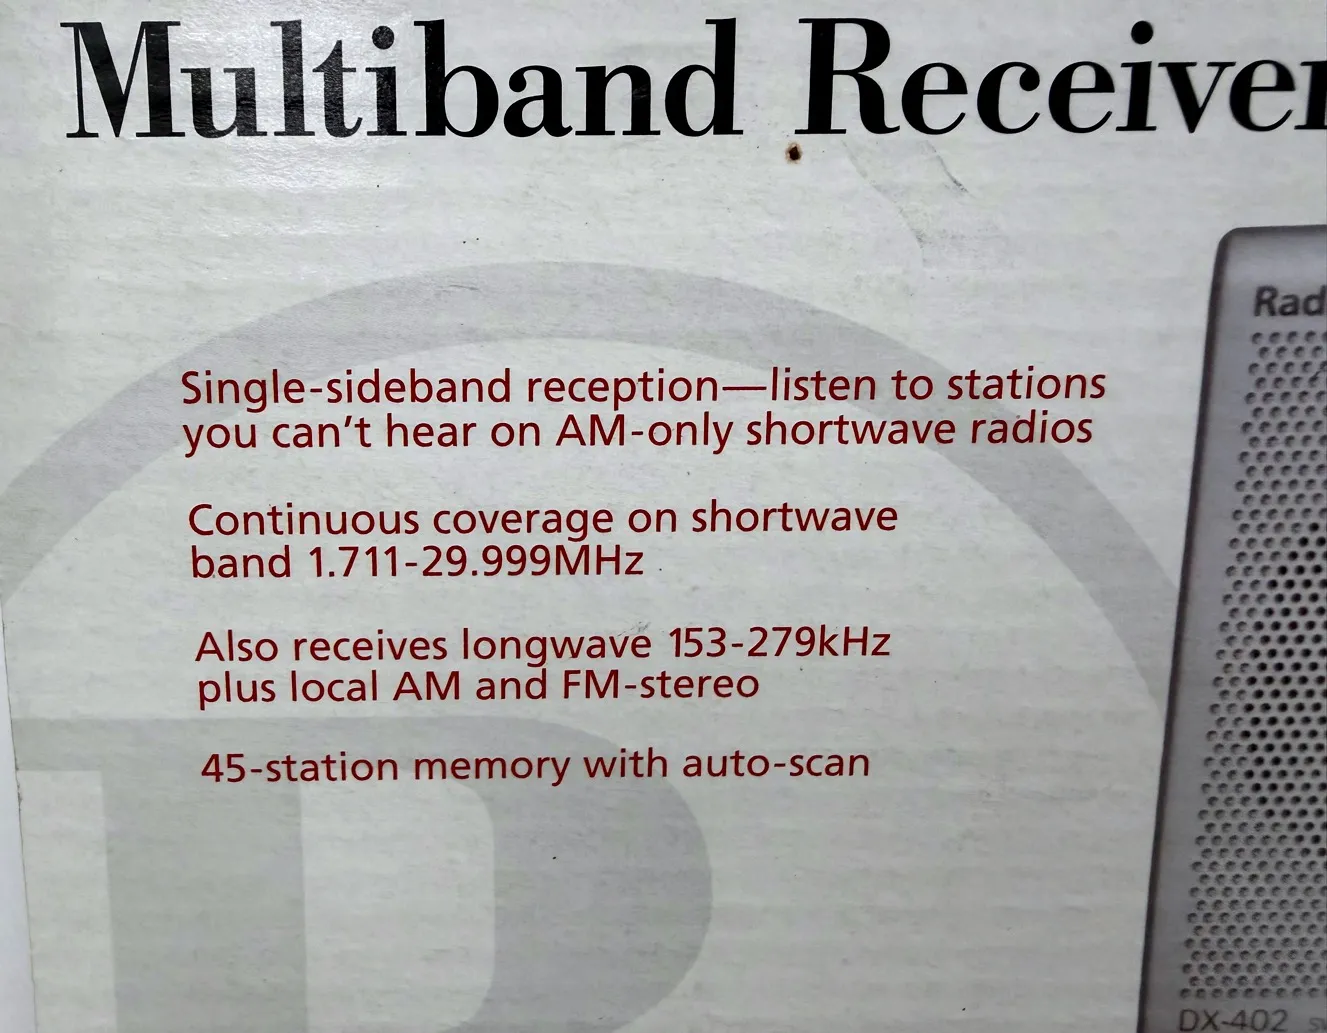 Multiband Receiver
Single-sideband reception—listen to stations
you can't hear on AM-only shortwave radios
Continuous coverage on shortwave
band 1.711-29.999MHz
Also receives longwave 153-279kHz
plus local AM and FM-stereo
45-station memory with auto-scan
Rad
DX-402